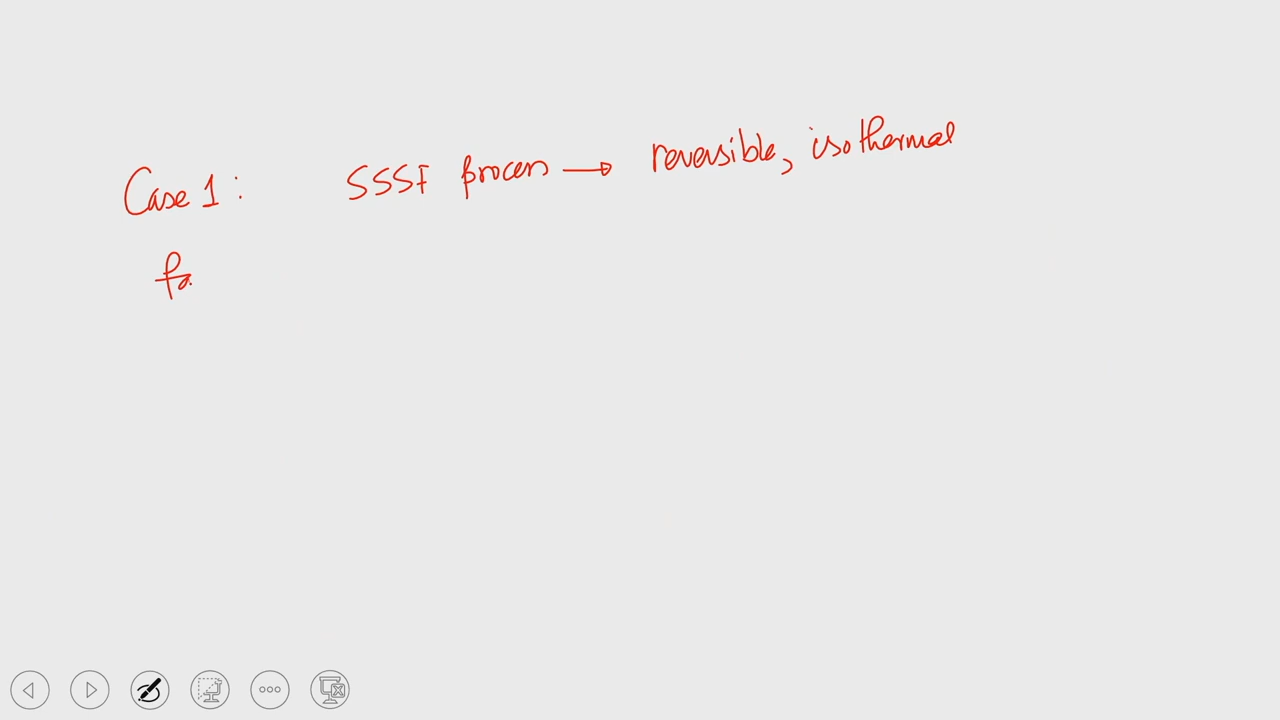 Case 1 : SSSF process → reversible, isothermal